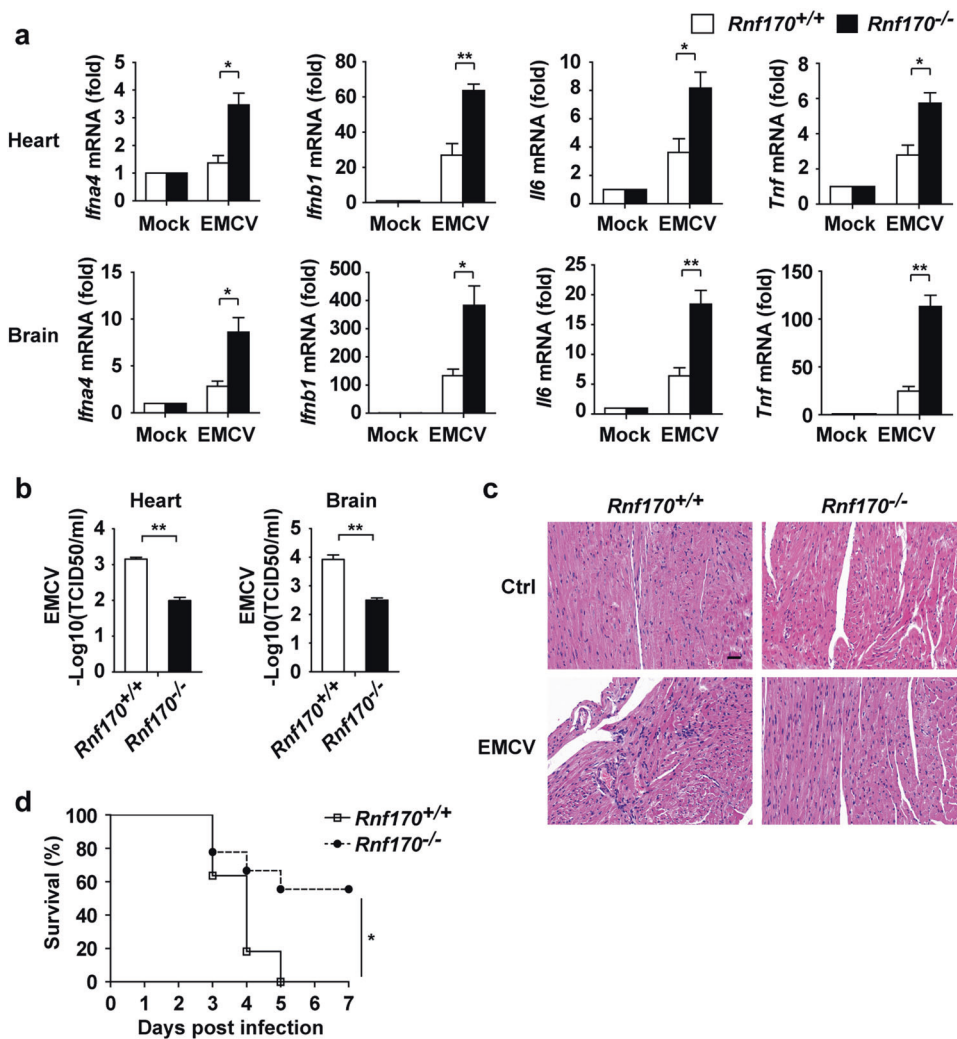 a
Rnf170+/+ Rnf170-/-
Heart
Ifna4 mRNA (fold)
5
4
3
2
1
0
*
Mock EMCV
Ifnb1 mRNA (fold)
80
60
40
20
0
**
Mock EMCV
Il6 mRNA (fold)
10
8
6
4
2
0
*
Mock EMCV
Tnf mRNA (fold)
8
6
4
2
0
*
Mock EMCV
Brain
Ifna4 mRNA (fold)
15
10
5
0
*
Mock EMCV
Ifnb1 mRNA (fold)
500
400
300
200
100
0
*
Mock EMCV
Il6 mRNA (fold)
25
20
15
10
5
0
**
Mock EMCV
Tnf mRNA (fold)
150
100
50
0
**
Mock EMCV
b
Heart
EMCV
-Log10(TCID50/ml)
4
3
2
1
0
**
Rnf170+/+
Rnf170-/-
Brain
EMCV
-Log10(TCID50/ml)
5
4
3
2
1
0
**
Rnf170+/+
Rnf170-/-
c
Rnf170+/+ Rnf170-/-
Ctrl
EMCV
d
Survival (%)
100
80
60
40
20
0
Rnf170+/+
Rnf170-/-
*
0 1 2 3 4 5 6 7
Days post infection